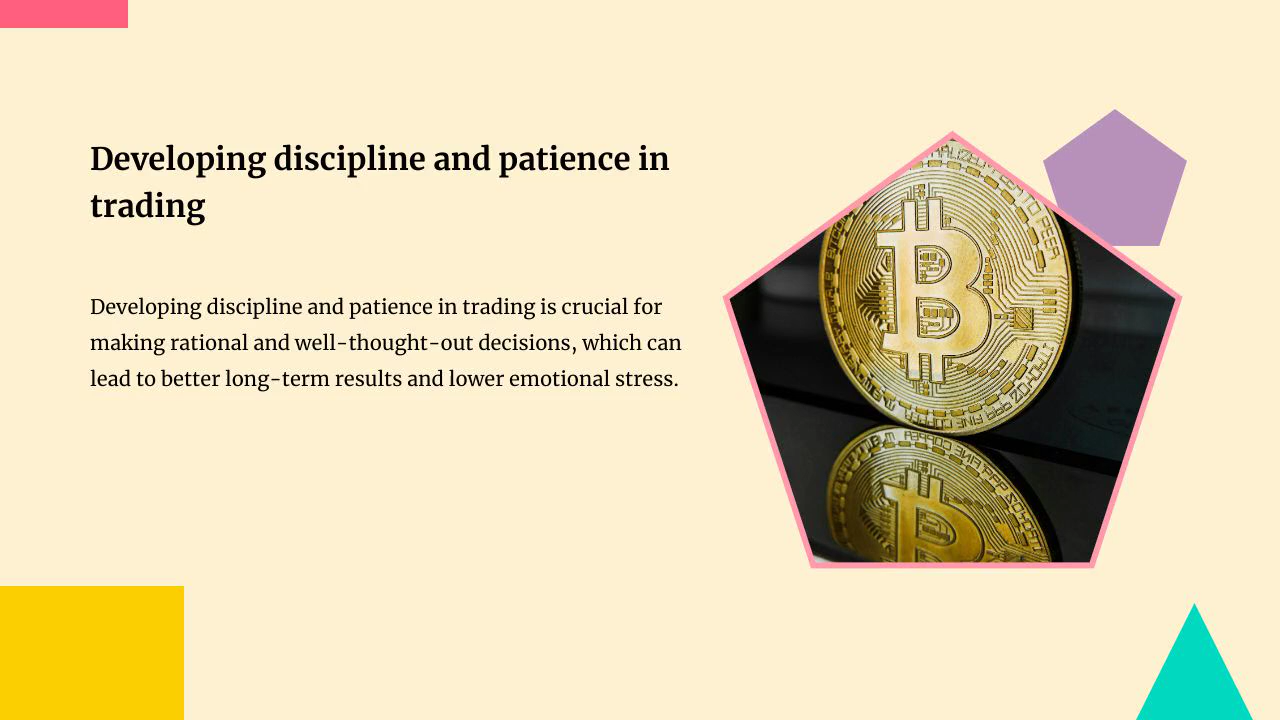 Developing discipline and patience in
trading
Developing discipline and patience in trading is crucial for
making rational and well-thought-out decisions, which can
lead to better long-term results and lower emotional stress.